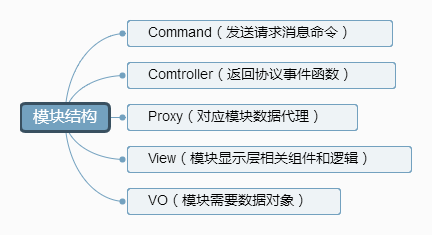 Command（发送请求消息命令）
Comtroller（返回协议事件函数）
模块结构
Proxy（对应模块数据代理）
View（模块显示层相关组件和逻辑）
VO（模块需要数据对象）